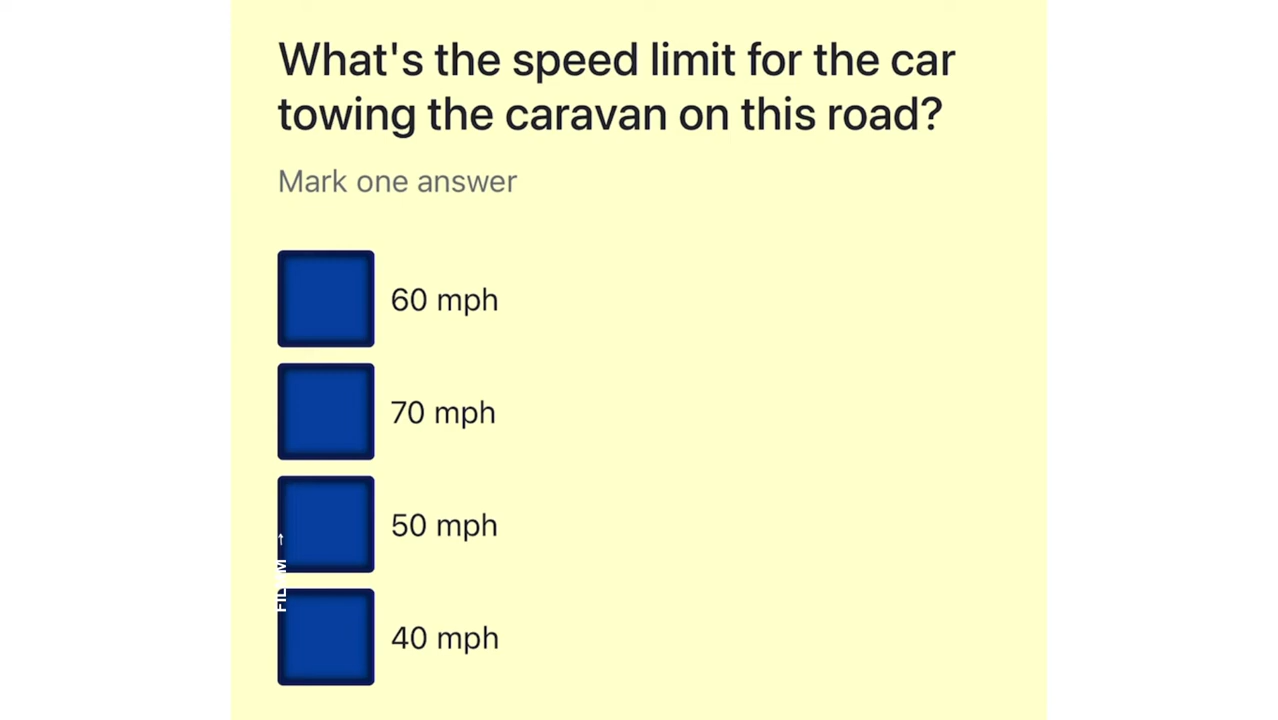 What's the speed limit for the car
towing the caravan on this road?
Mark one answer
60 mph
70 mph
50 mph
40 mph